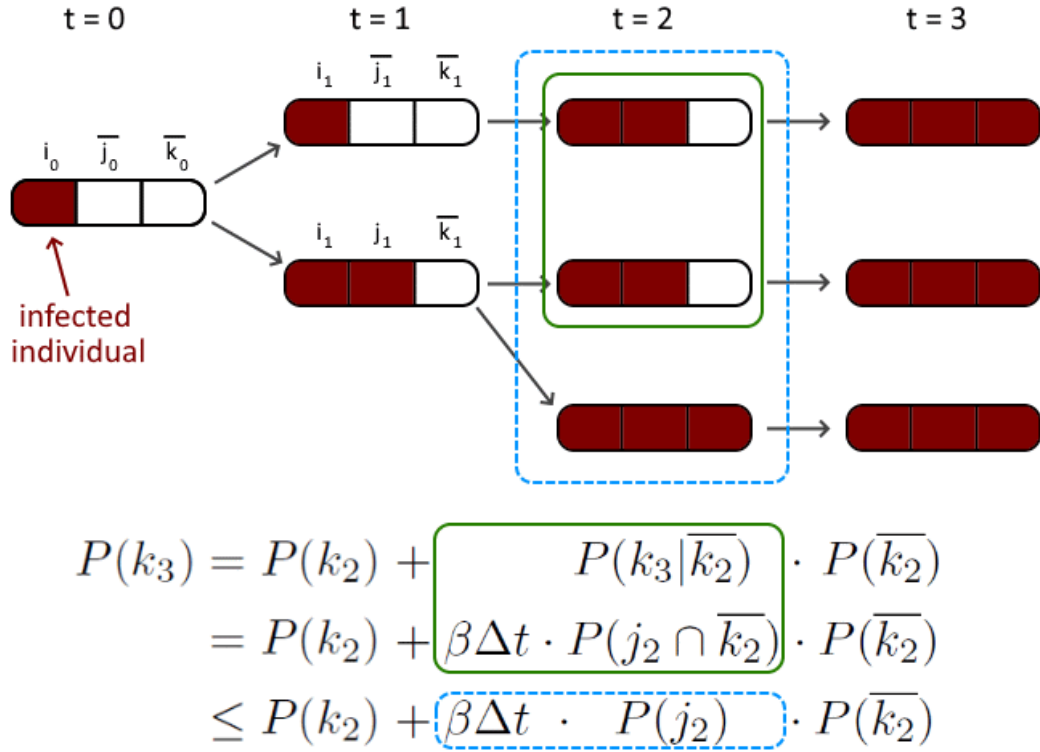 t = 0 t = 1 t = 2 t = 3
i₁ j̅₁ k̅₁
i₀ j̅₀ k̅₀
i₁ j₁ k̅₁
infected
individual
P(k₃) = P(k₂) + P(k₃|k̅₂) · P(k̅₂)
= P(k₂) + βΔt · P(j₂ ∩ k̅₂) · P(k̅₂)
≤ P(k₂) + βΔt · P(j₂) · P(k̅₂)